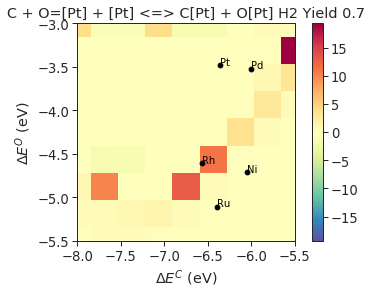 C + O=[Pt] + [Pt] <=> C[Pt] + O[Pt] H2 Yield 0.7
−3.0
−3.5
−4.0
−4.5
−5.0
−5.5
ΔE^O (eV)
Pt
Pd
Rh
Ni
Ru
−8.0 −7.5 −7.0 −6.5 −6.0 −5.5
ΔE^C (eV)
15
10
5
0
−5
−10
−15